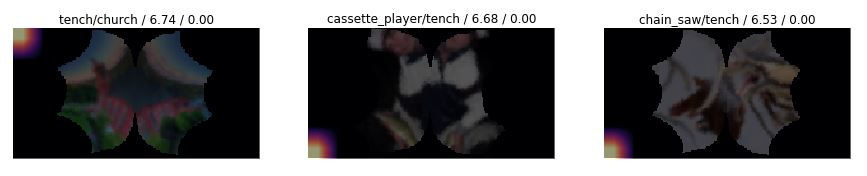 tench/church / 6.74 / 0.00
cassette_player/tench / 6.68 / 0.00
chain_saw/tench / 6.53 / 0.00